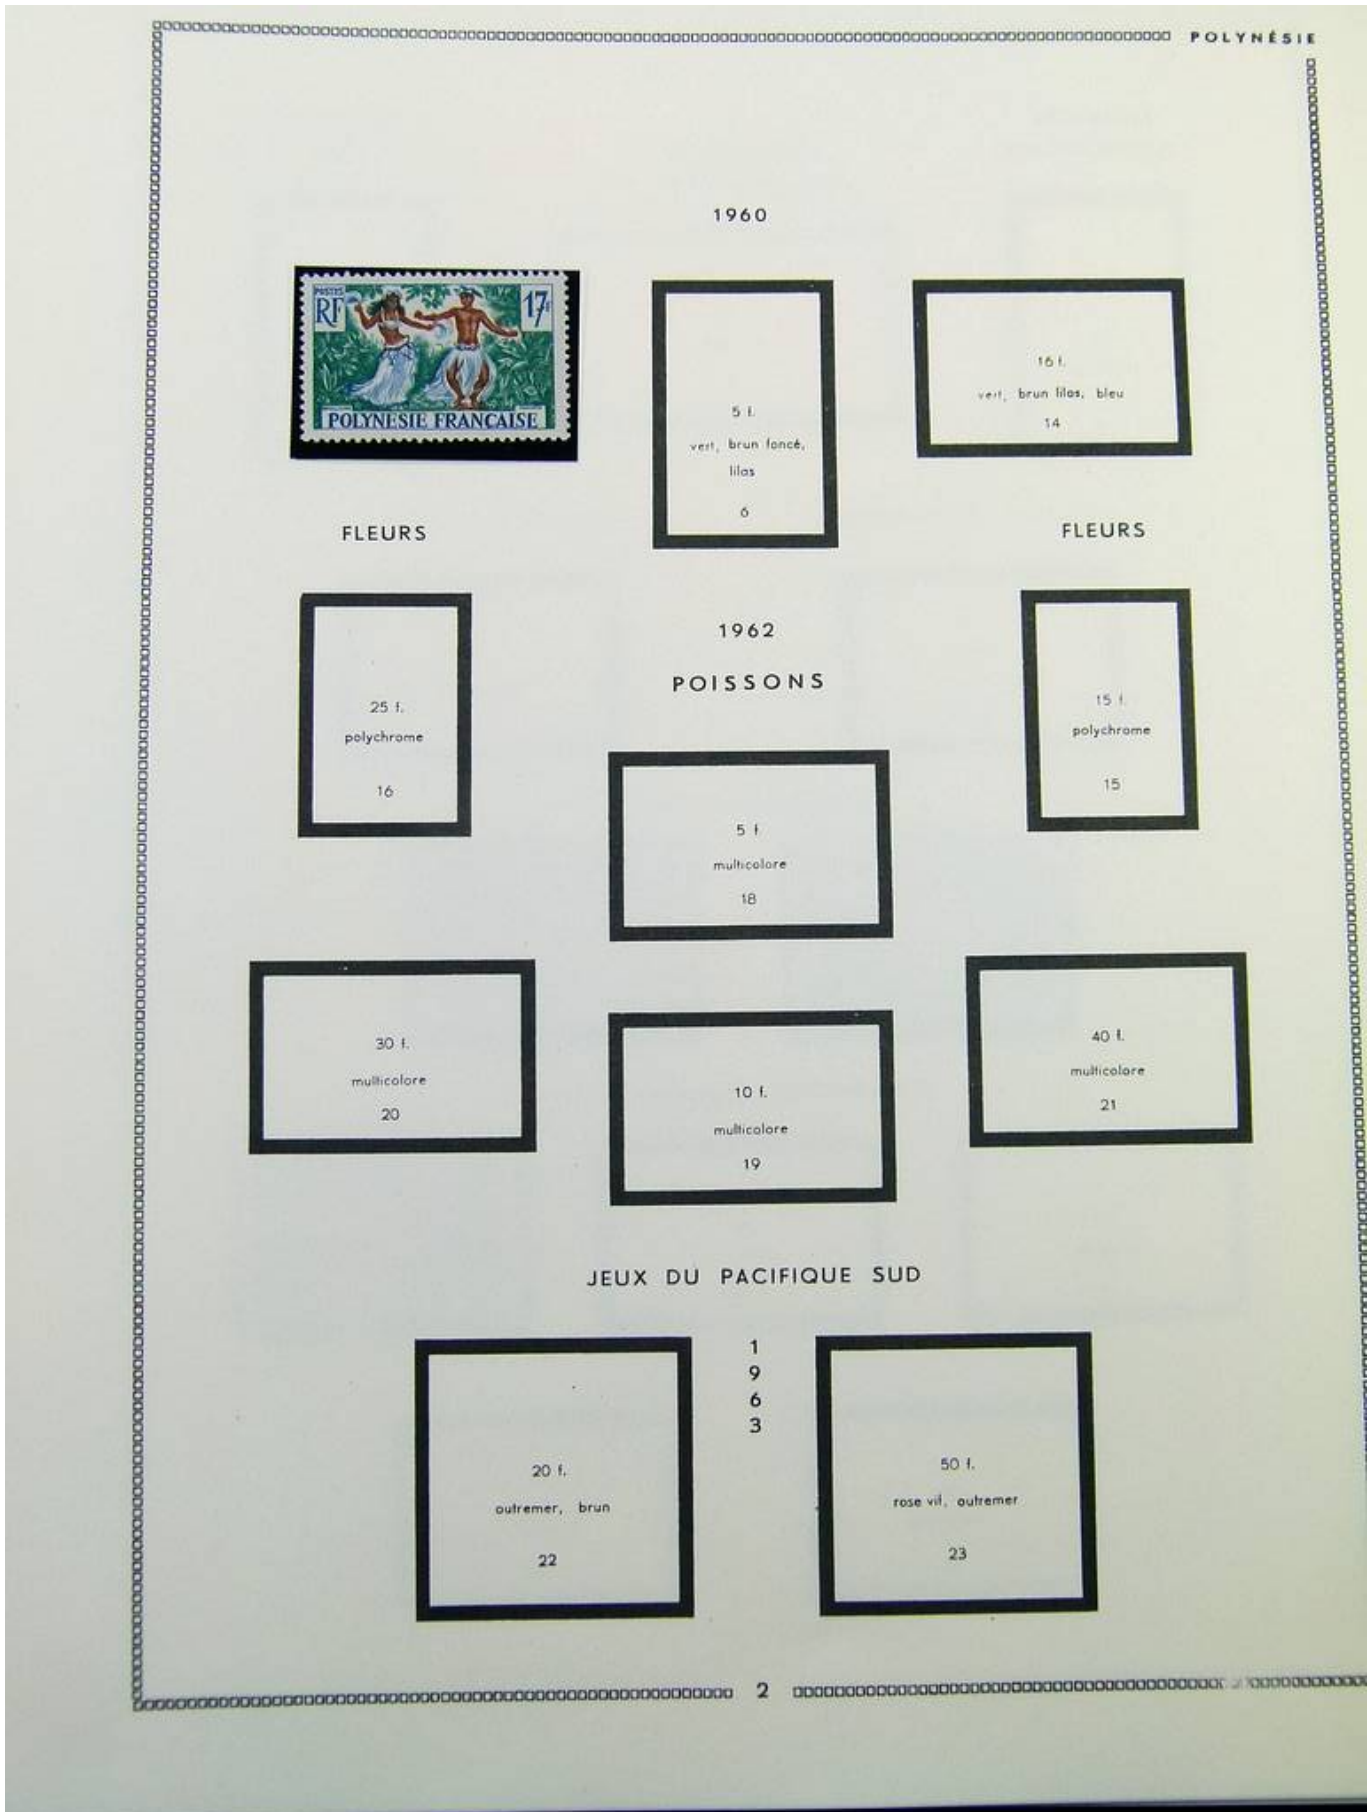 POLYNÉSIE
1960
POSTES
RF
17F
POLYNESIE FRANÇAISE
5 f.
vert, brun foncé,
lilas
6
16 f.
vert, brun lilas, bleu
14
FLEURS
FLEURS
25 f.
polychrome
16
1962
POISSONS
15 f.
polychrome
15
5 f
multicolore
18
30 f.
multicolore
20
10 f.
multicolore
19
40 f.
multicolore
21
JEUX DU PACIFIQUE SUD
1
9
6
3
20 f.
outremer, brun
22
50 f.
rose vif, outremer
23
2